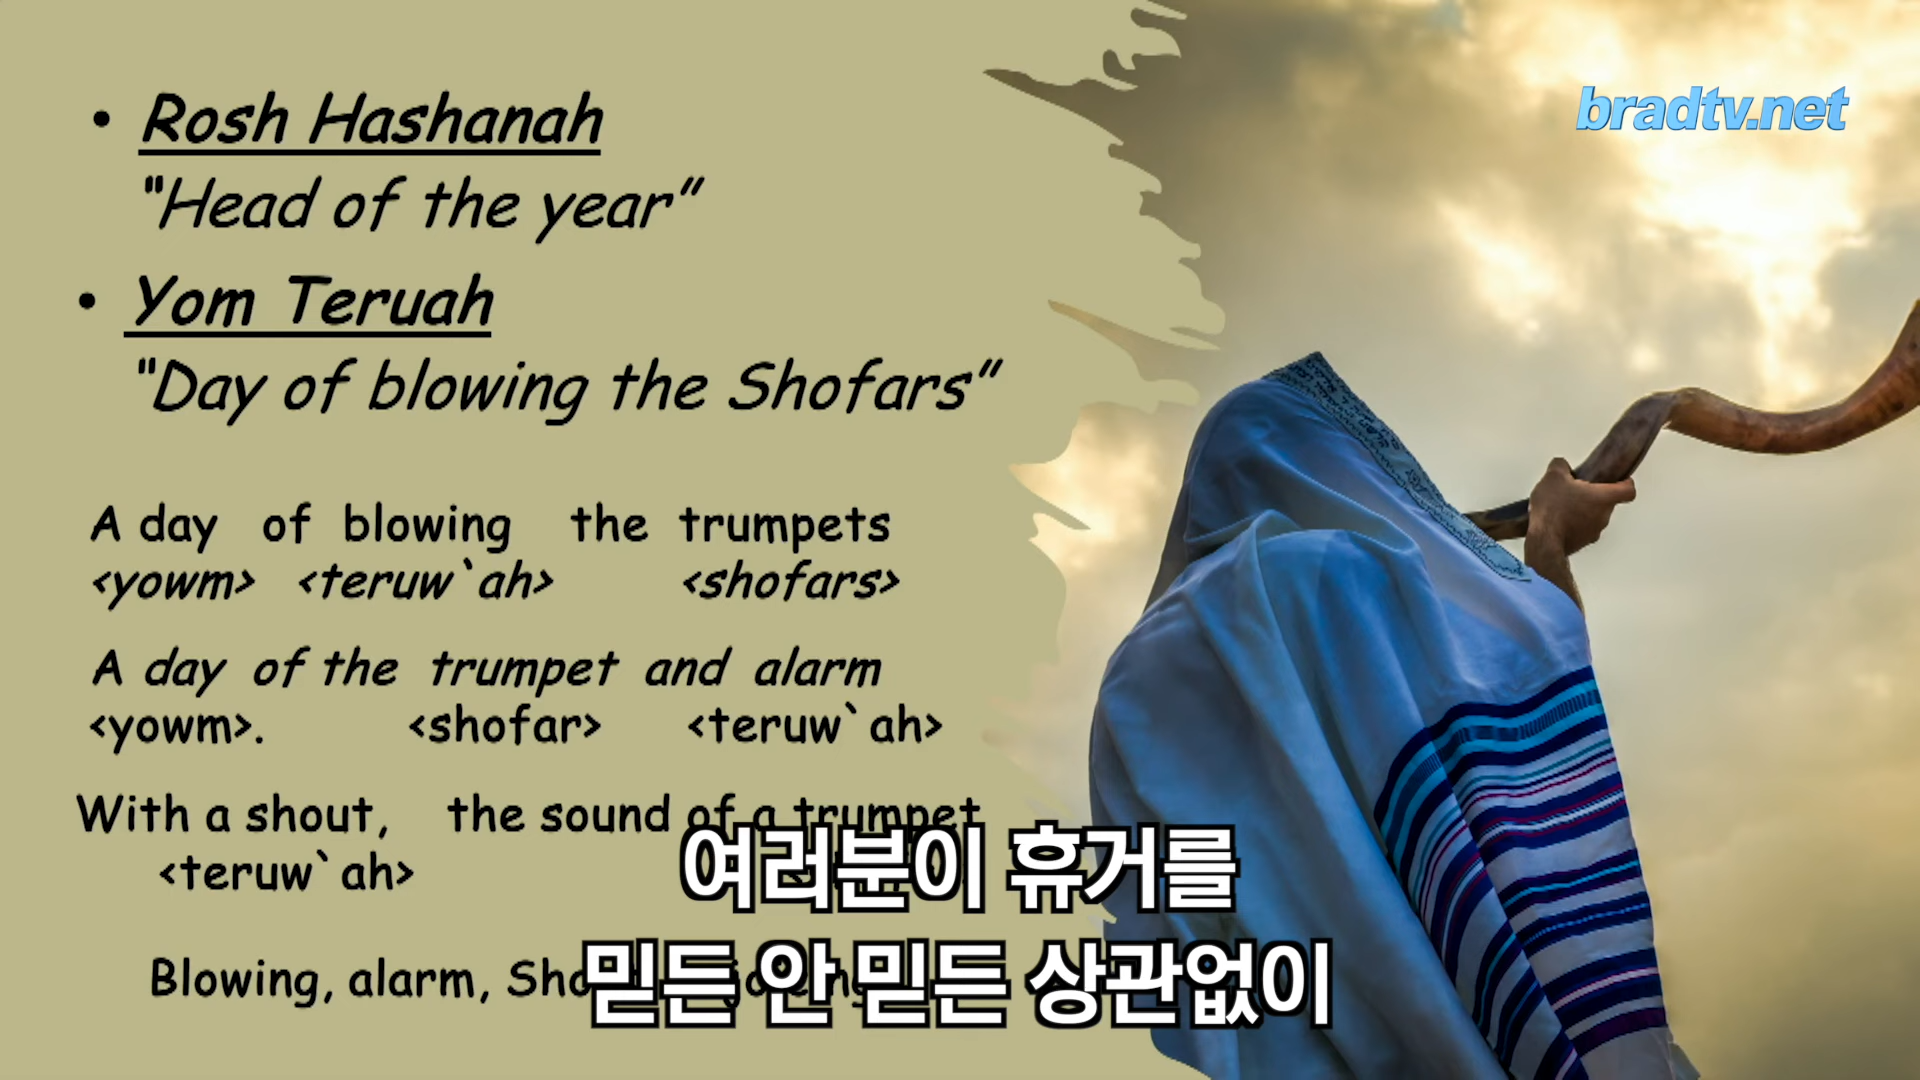 • Rosh Hashanah
bradtv.net
“Head of the year”
• Yom Teruah
“Day of blowing the Shofars”
A day of blowing the trumpets
<yowm> <teruw`ah> <shofars>
A day of the trumpet and alarm
<yowm>. <shofar> <teruw`ah>
With a shout, the sound of a trumpet
<teruw`ah>
여러분이 휴거를
Blowing, alarm,
믿든 안 믿든 상관없이